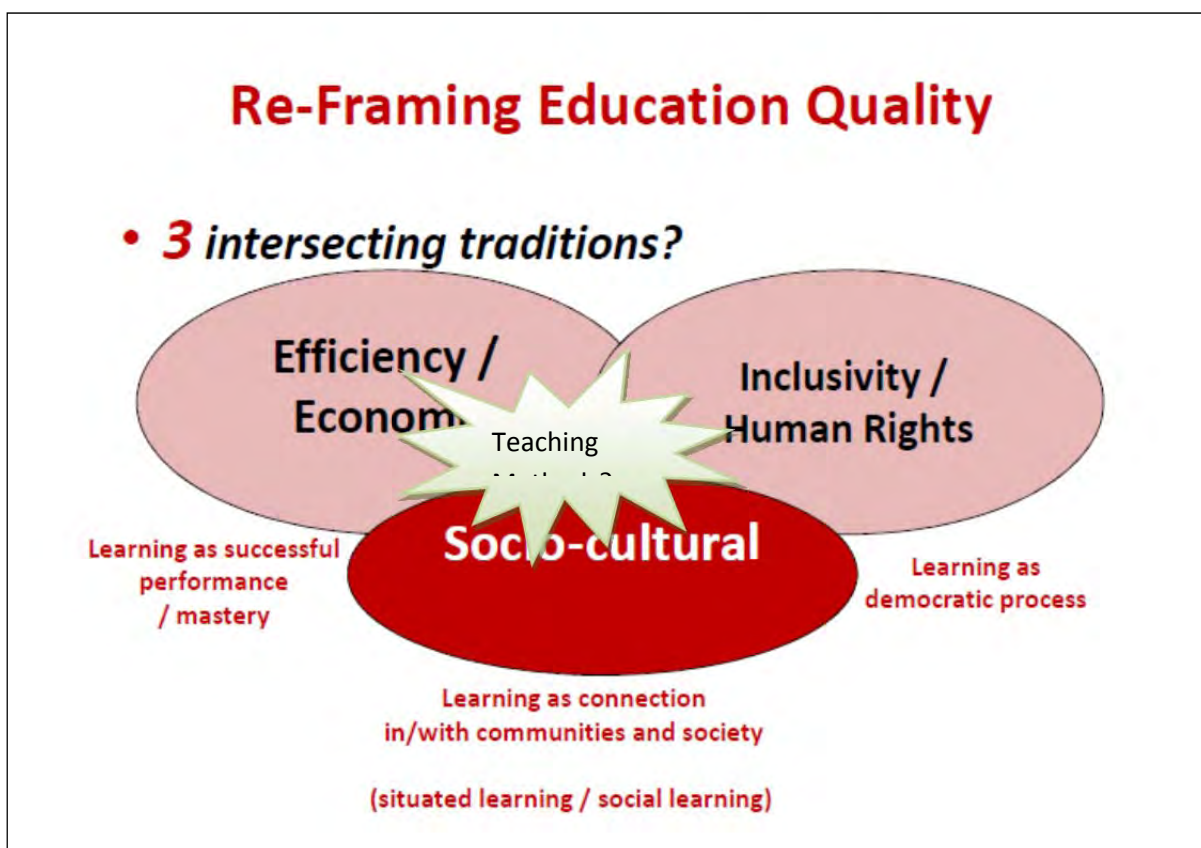 Re-Framing Education Quality
• 3 intersecting traditions?
Efficiency /
Inclusivity /
Human Rights
Teaching
Socio-cultural
Learning as successful
performance
/ mastery
Learning as
democratic process
Learning as connection
in/with communities and society
(situated learning / social learning)